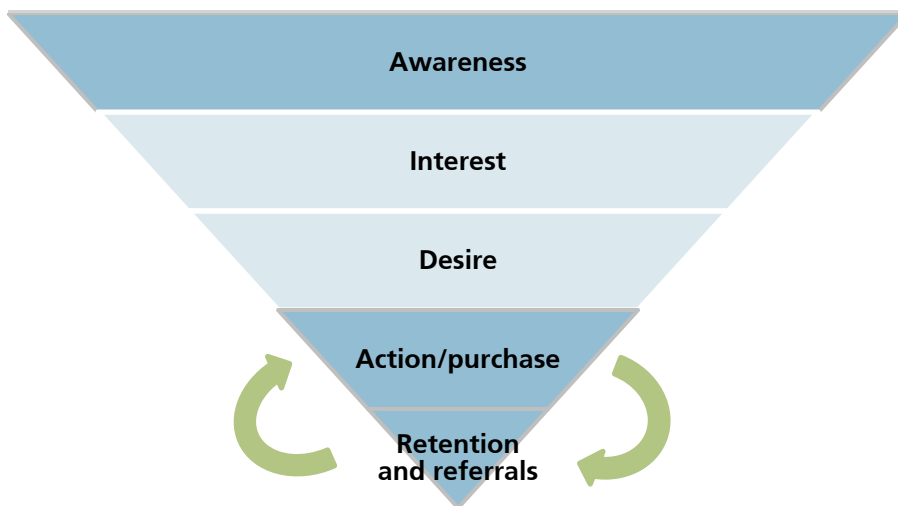 Awareness
Interest
Desire
Action/purchase
Retention
and referrals